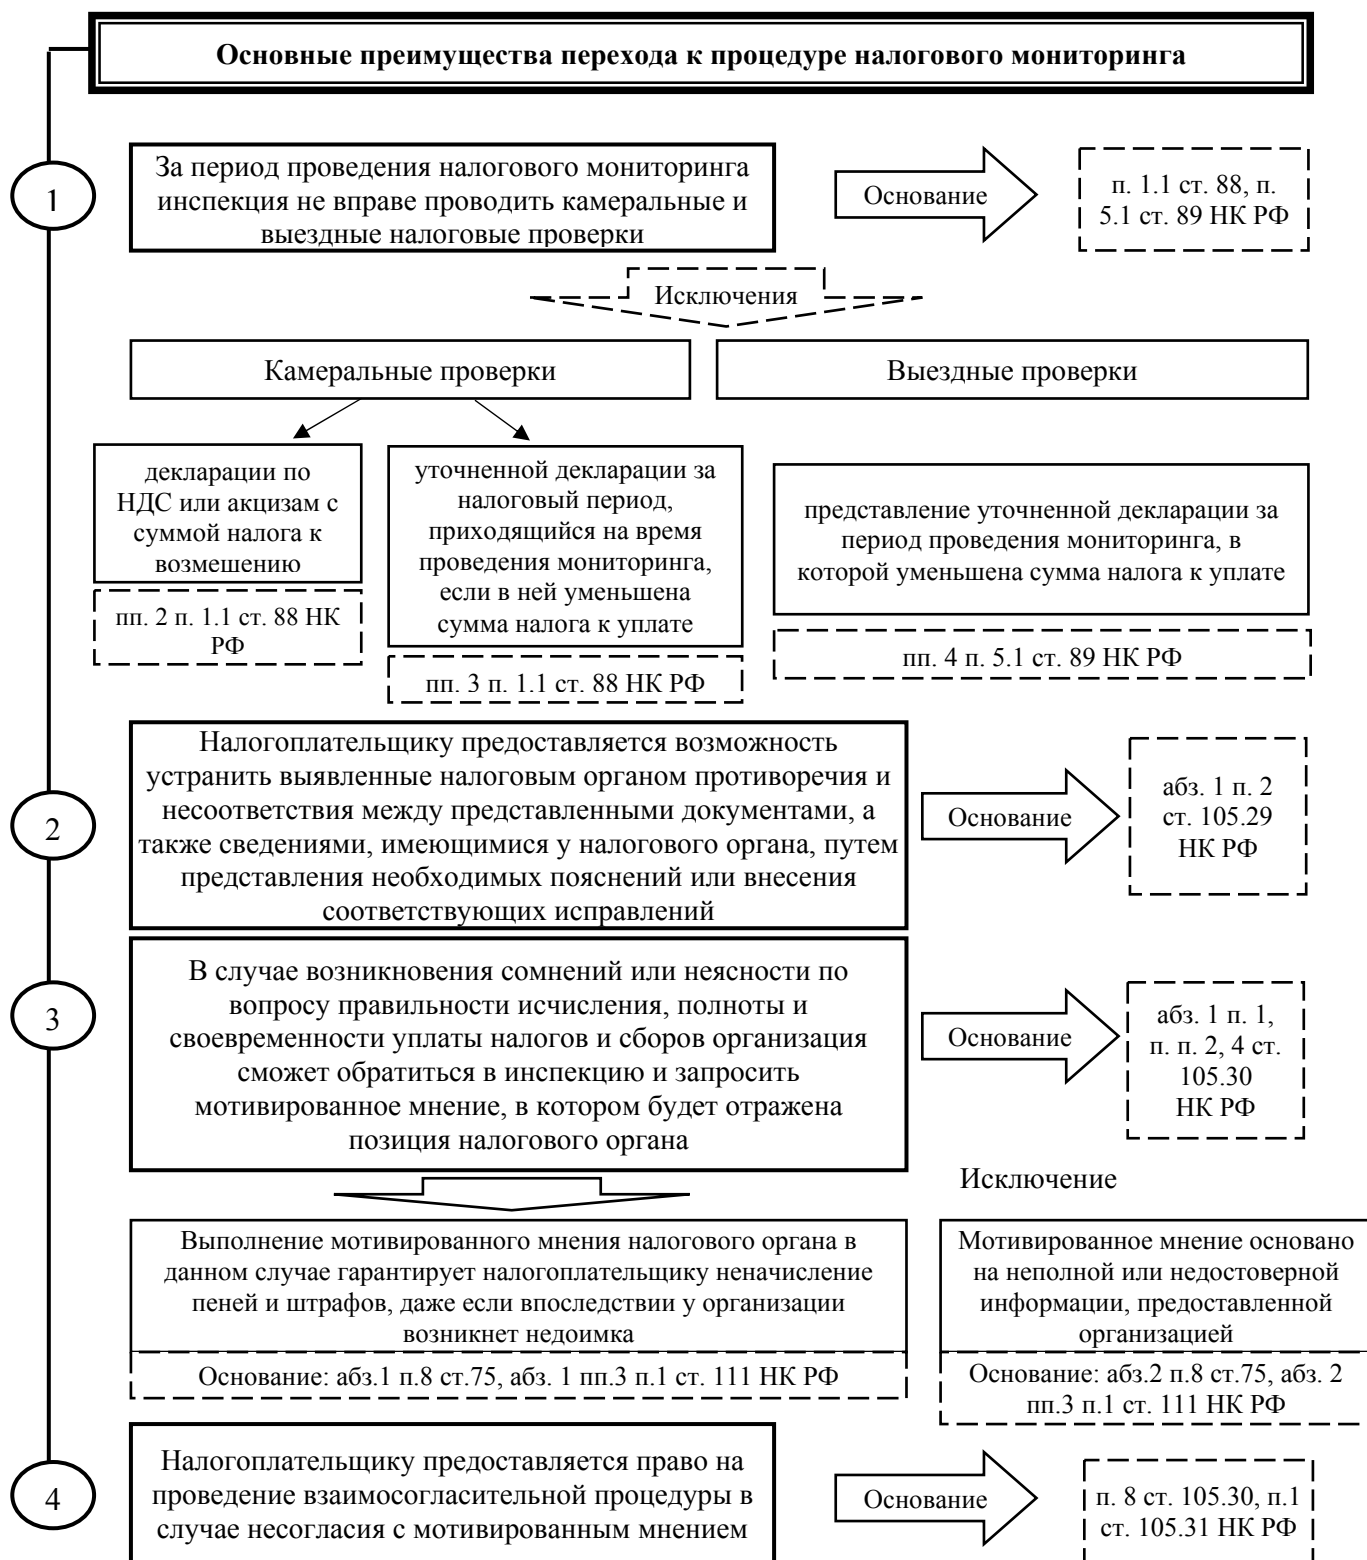 Основные преимущества перехода к процедуре налогового мониторинга
1
За период проведения налогового мониторинга
инспекция не вправе проводить камеральные и
выездные налоговые проверки
Основание
п. 1.1 ст. 88, п.
5.1 ст. 89 НК РФ
Исключения
Камеральные проверки
Выездные проверки
декларации по
НДС или акцизам с
суммой налога к
возмешению
пп. 2 п. 1.1 ст. 88 НК
РФ
уточненной декларации за
налоговый период,
приходящийся на время
проведения мониторинга,
если в ней уменьшена
сумма налога к уплате
пп. 3 п. 1.1 ст. 88 НК РФ
представление уточненной декларации за
период проведения мониторинга, в
которой уменьшена сумма налога к уплате
пп. 4 п. 5.1 ст. 89 НК РФ
2
Налогоплательщику предоставляется возможность
устранить выявленные налоговым органом противоречия и
несоответствия между представленными документами, а
также сведениями, имеющимися у налогового органа, путем
представления необходимых пояснений или внесения
соответствующих исправлений
Основание
абз. 1 п. 2
ст. 105.29
НК РФ
3
В случае возникновения сомнений или неясности по
вопросу правильности исчисления, полноты и
своевременности уплаты налогов и сборов организация
сможет обратиться в инспекцию и запросить
мотивированное мнение, в котором будет отражена
позиция налогового органа
Основание
абз. 1 п. 1,
п. п. 2, 4 ст.
105.30
НК РФ
Исключение
Выполнение мотивированного мнения налогового органа в
данном случае гарантирует налогоплательщику неначисление
пеней и штрафов, даже если впоследствии у организации
возникнет недоимка
Основание: абз.1 п.8 ст.75, абз. 1 пп.3 п.1 ст. 111 НК РФ
Мотивированное мнение основано
на неполной или недостоверной
информации, предоставленной
организацией
Основание: абз.2 п.8 ст.75, абз. 2
пп.3 п.1 ст. 111 НК РФ
4
Налогоплательщику предоставляется право на
проведение взаимосогласительной процедуры в
случае несогласия с мотивированным мнением
Основание
п. 8 ст. 105.30, п.1
ст. 105.31 НК РФ